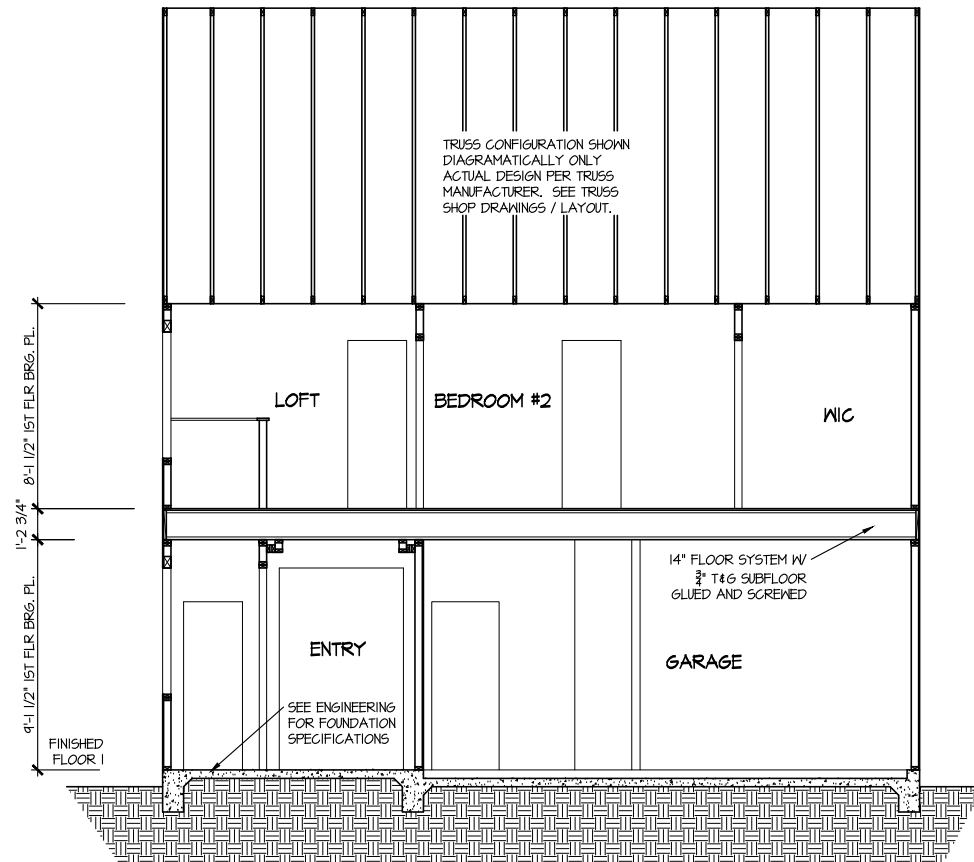 TRUSS CONFIGURATION SHOWN
DIAGRAMATICALLY ONLY
ACTUAL DESIGN PER TRUSS
MANUFACTURER. SEE TRUSS
SHOP DRAWINGS / LAYOUT.
8'-1 1/2" 1ST FLR BRG. PL.
LOFT
BEDROOM #2
WIC
1'-2 3/4"
14" FLOOR SYSTEM W/
3/4" T&G SUBFLOOR
GLUED AND SCREWED
9'-1 1/2" 1ST FLR BRG. PL.
ENTRY
GARAGE
SEE ENGINEERING
FOR FOUNDATION
SPECIFICATIONS
FINISHED
FLOOR 1